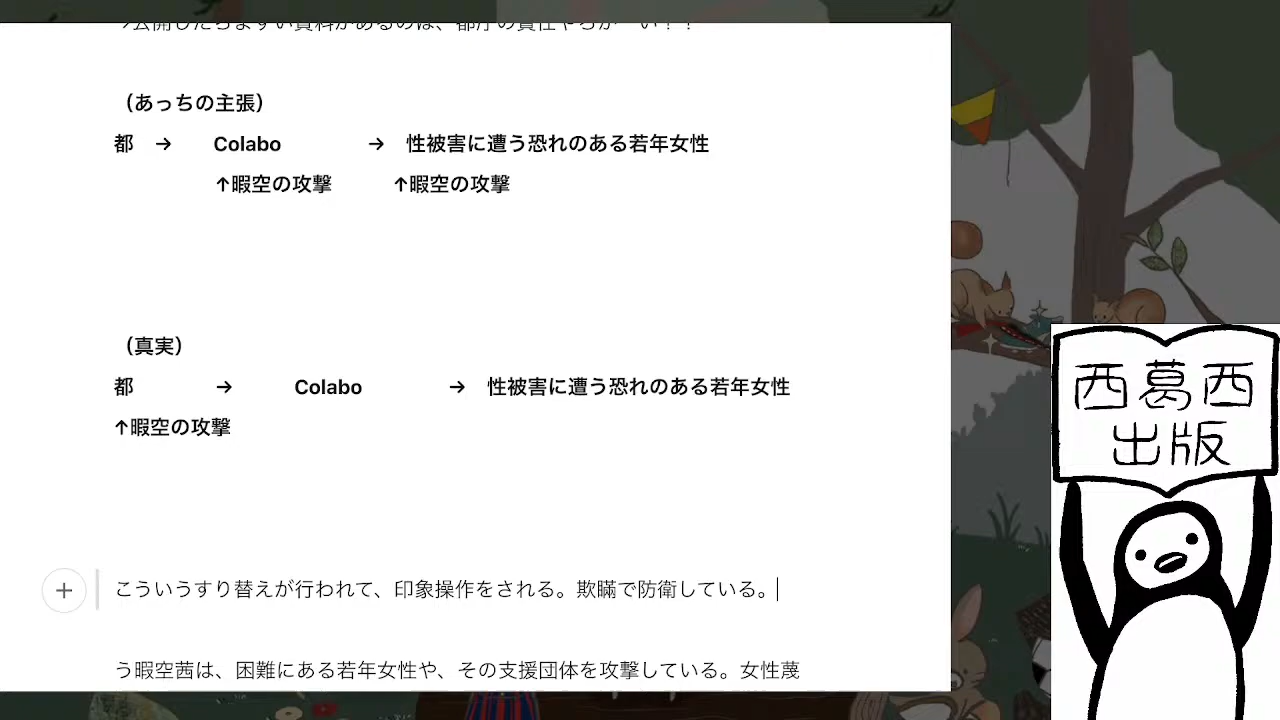 （あっちの主張）
都　→　　Colabo　　　　→　性被害に遭う恐れのある若年女性
↑暇空の攻撃　　　↑暇空の攻撃
（真実）
都　　　　→　　　Colabo　　　　→　性被害に遭う恐れのある若年女性
↑暇空の攻撃
こういうすり替えが行われて、印象操作をされる。欺瞞で防衛している。
う暇空茜は、困難にある若年女性や、その支援団体を攻撃している。女性蔑
西葛西
出版